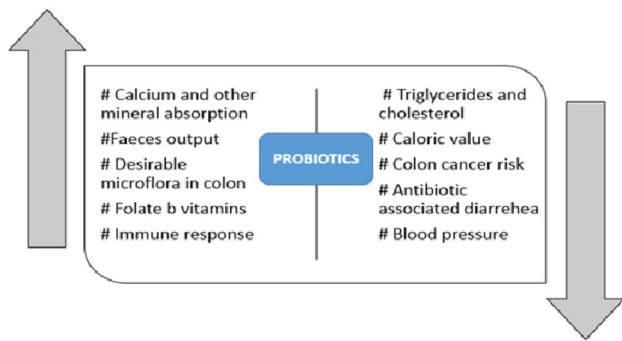 # Calcium and other
mineral absorption
#Faeces output
# Desirable
microflora in colon
# Folate b vitamins
# Immune response
PROBIOTICS
# Triglycerides and
cholesterol
# Caloric value
# Colon cancer risk
# Antibiotic
associated diarrehea
# Blood pressure